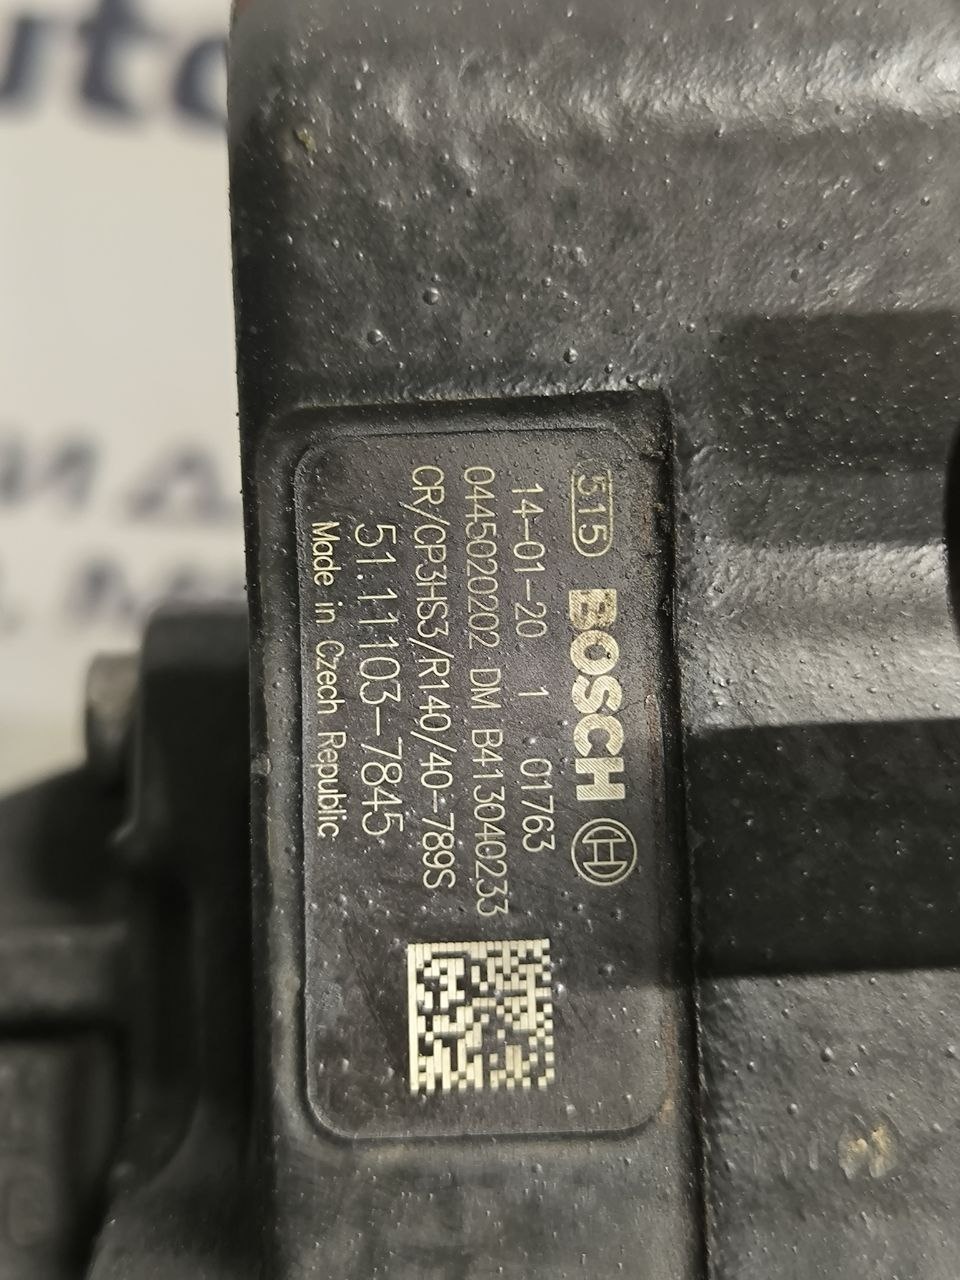 515 BOSCH
14-01-20 1 01763
0445020202 DM B413040233
CR/CP3HS3/R140/40-789S
51.11103-7845
Made in Czech Republic